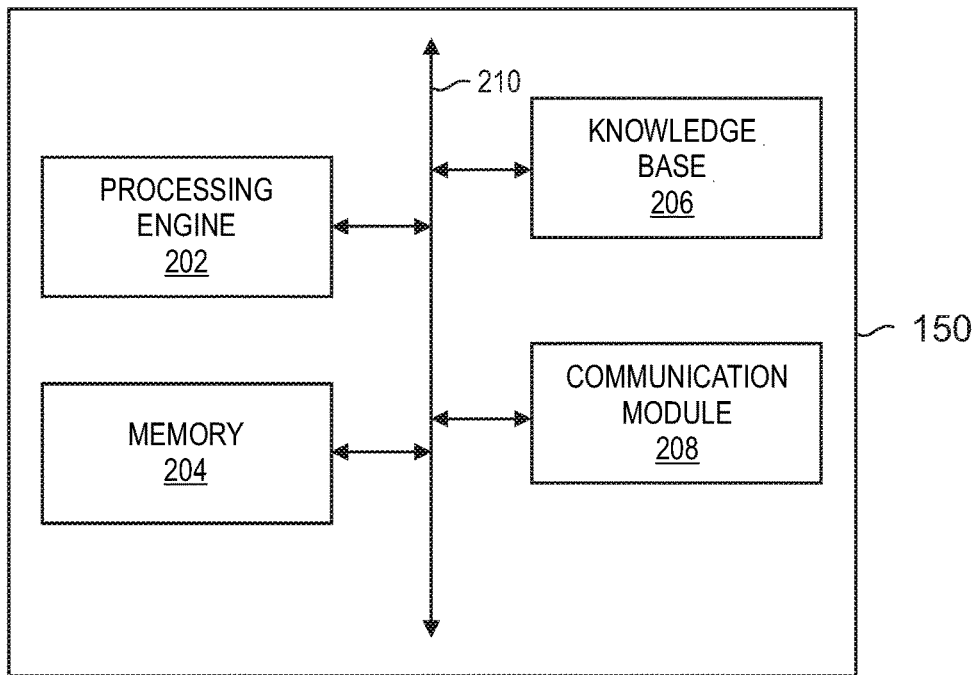 210
KNOWLEDGE
BASE
206
PROCESSING
ENGINE
202
150
COMMUNICATION
MODULE
208
MEMORY
204